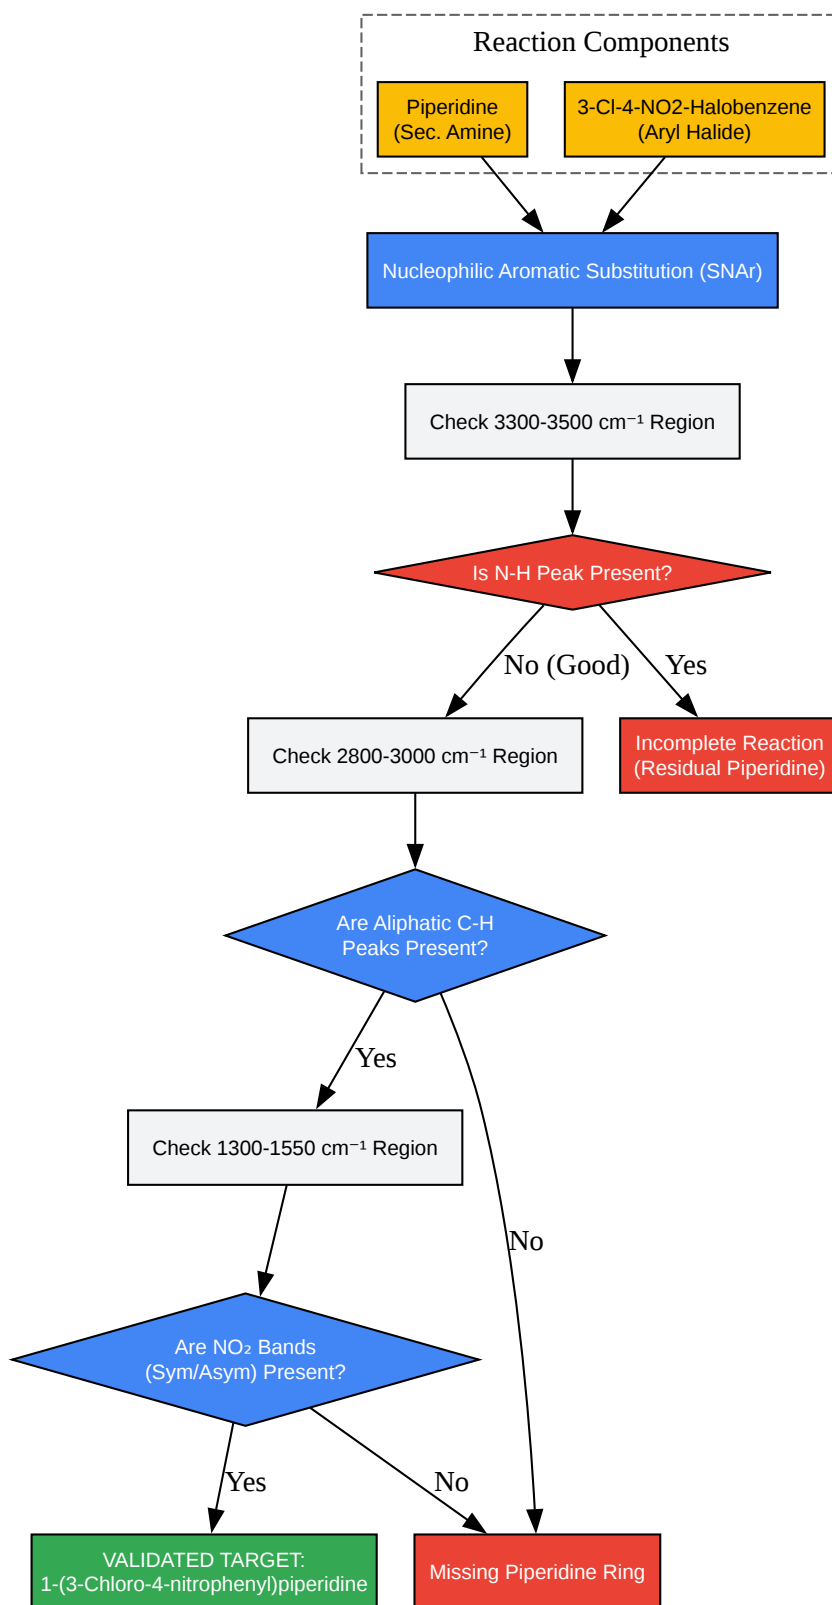 Reaction Components
Piperidine
(Sec. Amine)
3-Cl-4-NO2-Halobenzene
(Aryl Halide)
Nucleophilic Aromatic Substitution (SNAr)
Check 3300-3500 cm⁻¹ Region
Is N-H Peak Present?
No (Good)
Yes
Check 2800-3000 cm⁻¹ Region
Incomplete Reaction
(Residual Piperidine)
Are Aliphatic C-H
Peaks Present?
Yes
Check 1300-1550 cm⁻¹ Region
No
Are NO₂ Bands
(Sym/Asym) Present?
Yes
No
VALIDATED TARGET:
1-(3-Chloro-4-nitrophenyl)piperidine
Missing Piperidine Ring